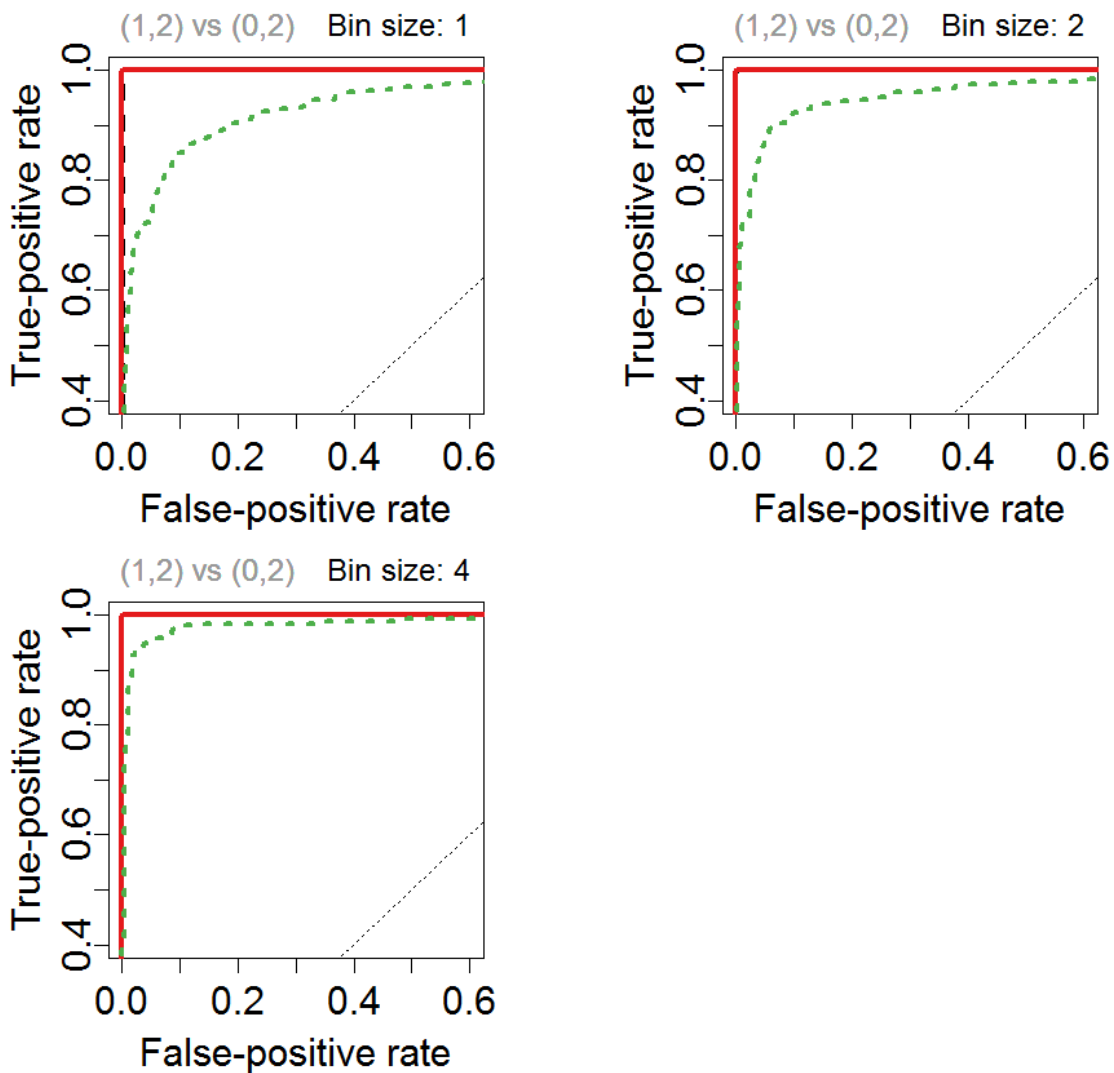 (1,2) vs (0,2) Bin size: 1
True-positive rate
1.0
0.8
0.6
0.4
0.0 0.2 0.4 0.6
False-positive rate
(1,2) vs (0,2) Bin size: 2
True-positive rate
1.0
0.8
0.6
0.4
0.0 0.2 0.4 0.6
False-positive rate
(1,2) vs (0,2) Bin size: 4
True-positive rate
1.0
0.8
0.6
0.4
0.0 0.2 0.4 0.6
False-positive rate